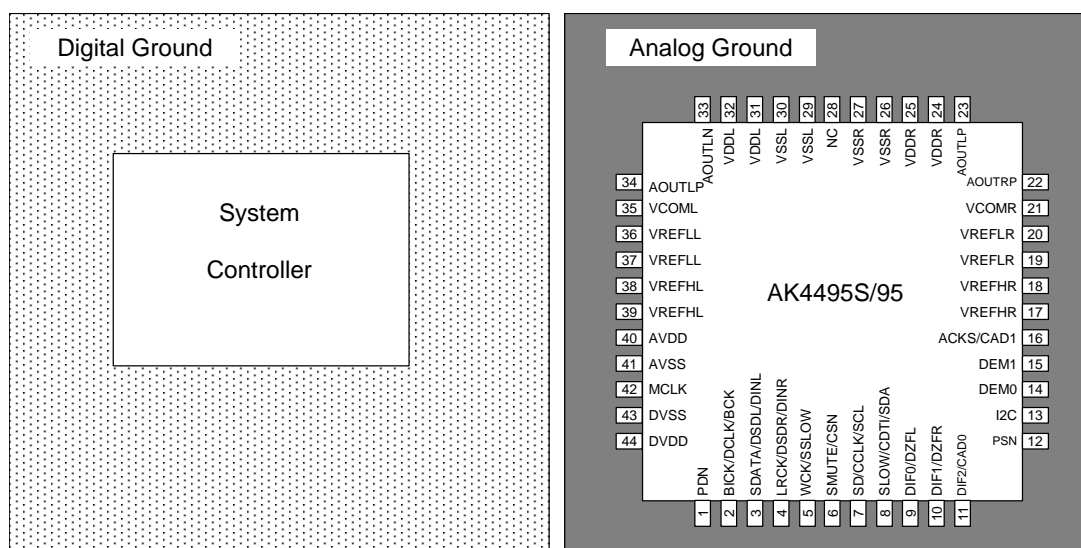 Digital Ground
System
Controller
Analog Ground
33 32 31 30 29 28 27 26 25 24 23
AOUTLN VDDL VDDL VSSL VSSL NC VSSR VSSR VDDR VDDR AOUTLP
34 AOUTLP
35 VCOML
36 VREFLL
37 VREFLL
38 VREFHL
39 VREFHL
40 AVDD
41 AVSS
42 MCLK
43 DVSS
44 DVDD
AK4495S/95
AOUTRP 22
VCOMR 21
VREFLR 20
VREFLR 19
VREFHR 18
VREFHR 17
ACKS/CAD1 16
DEM1 15
DEM0 14
I2C 13
PSN 12
PDN BICK/DCLK/BCK SDATA/DSDL/DINL LRCK/DSDR/DINR WCK/SSLOW SMUTE/CSN SD/CCLK/SCL SLOW/CDTI/SDA DIF0/DZFL DIF1/DZFR DIF2/CAD0
1 2 3 4 5 6 7 8 9 10 11